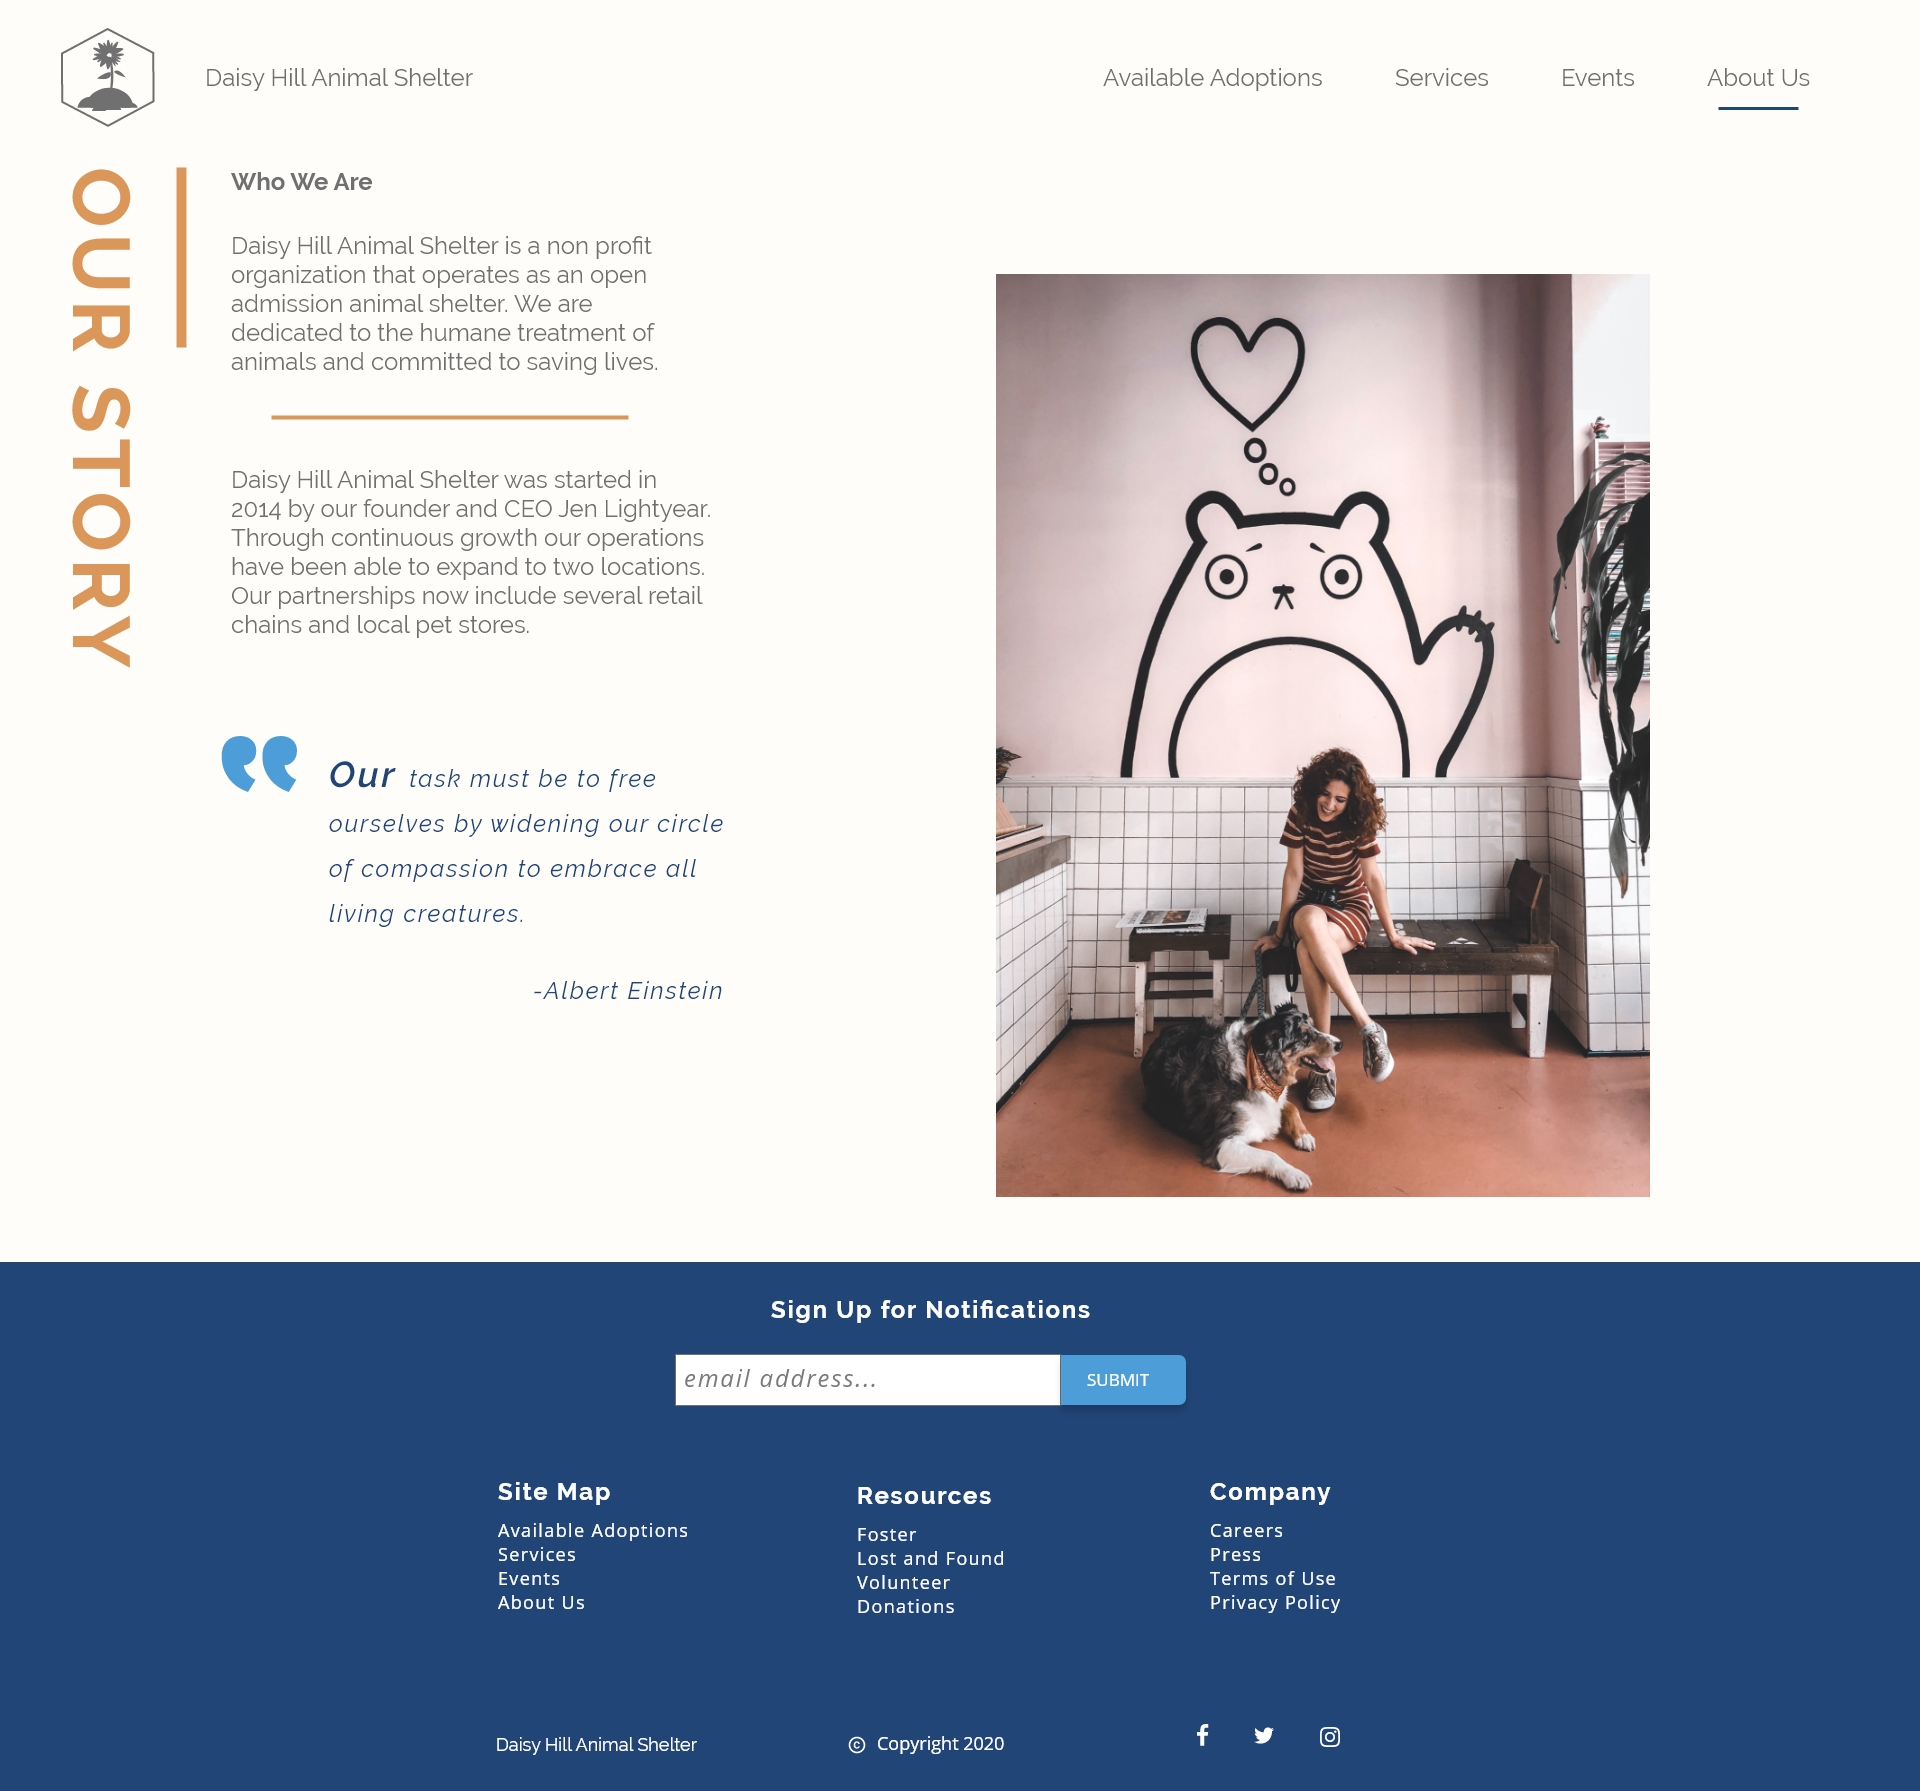 Daisy Hill Animal Shelter
Available Adoptions
Services
Events
About Us
OUR STORY
Who We Are
Daisy Hill Animal Shelter is a non profit
organization that operates as an open
admission animal shelter. We are
dedicated to the humane treatment of
animals and committed to saving lives.
Daisy Hill Animal Shelter was started in
2014 by our founder and CEO Jen Lightyear.
Through continuous growth our operations
have been able to expand to two locations.
Our partnerships now include several retail
chains and local pet stores.
Our task must be to free
ourselves by widening our circle
of compassion to embrace all
living creatures.
-Albert Einstein
Sign Up for Notifications
email address...
SUBMIT
Site Map
Available Adoptions
Services
Events
About Us
Resources
Foster
Lost and Found
Volunteer
Donations
Company
Careers
Press
Terms of Use
Privacy Policy
Daisy Hill Animal Shelter
© Copyright 2020